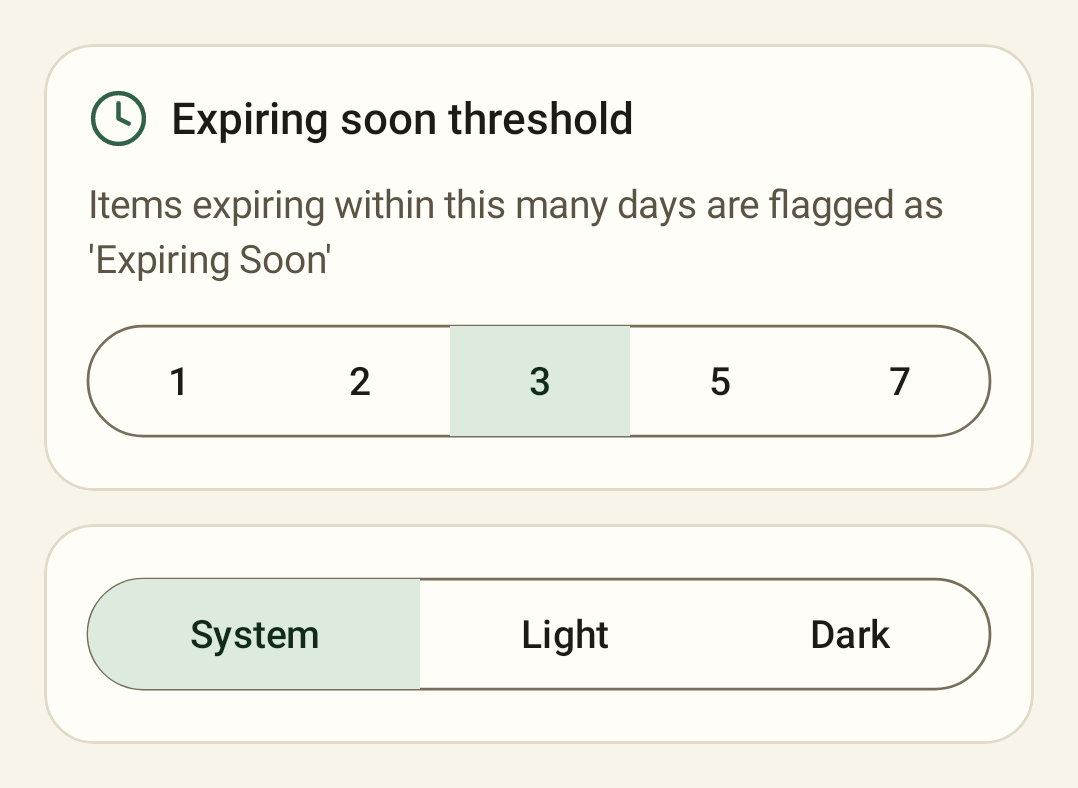 Expiring soon threshold
Items expiring within this many days are flagged as
'Expiring Soon'
1 2 3 5 7
System Light Dark